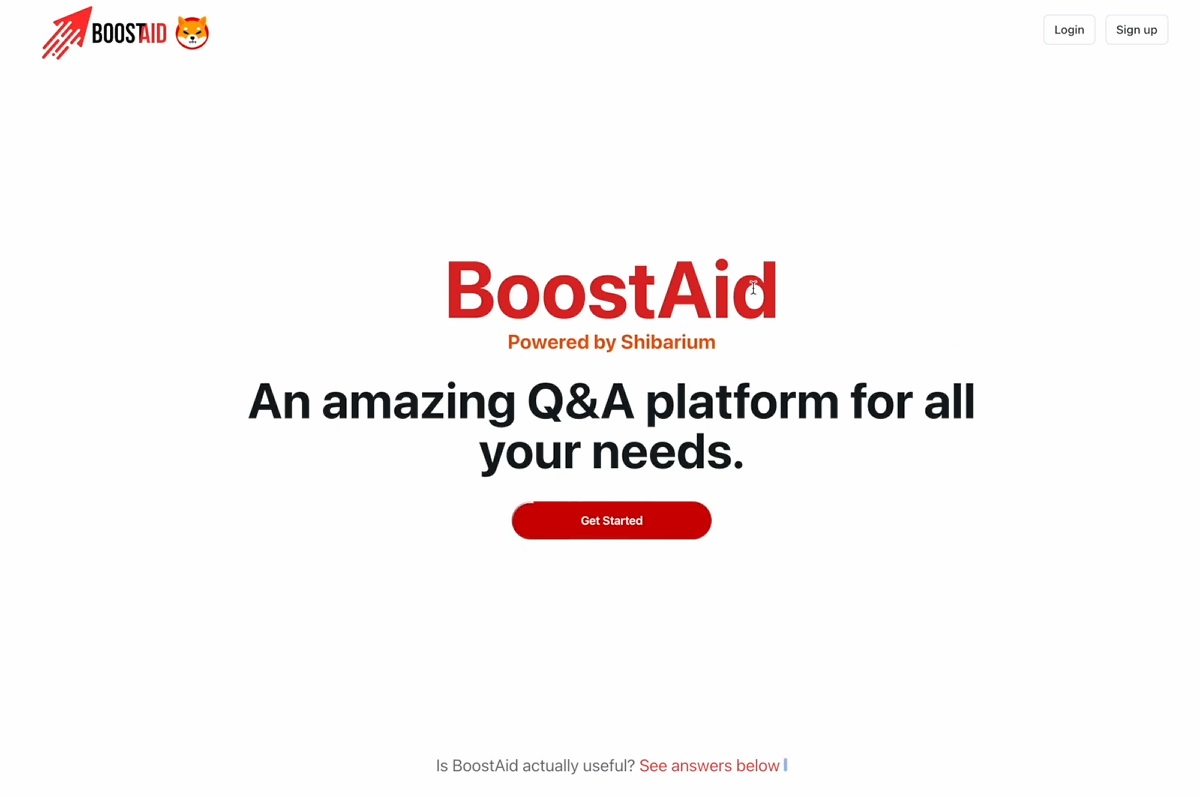 BOOSTAID
Login
Sign up
BoostAid
Powered by Shibarium
An amazing Q&A platform for all
your needs.
Get Started
Is BoostAid actually useful? See answers below